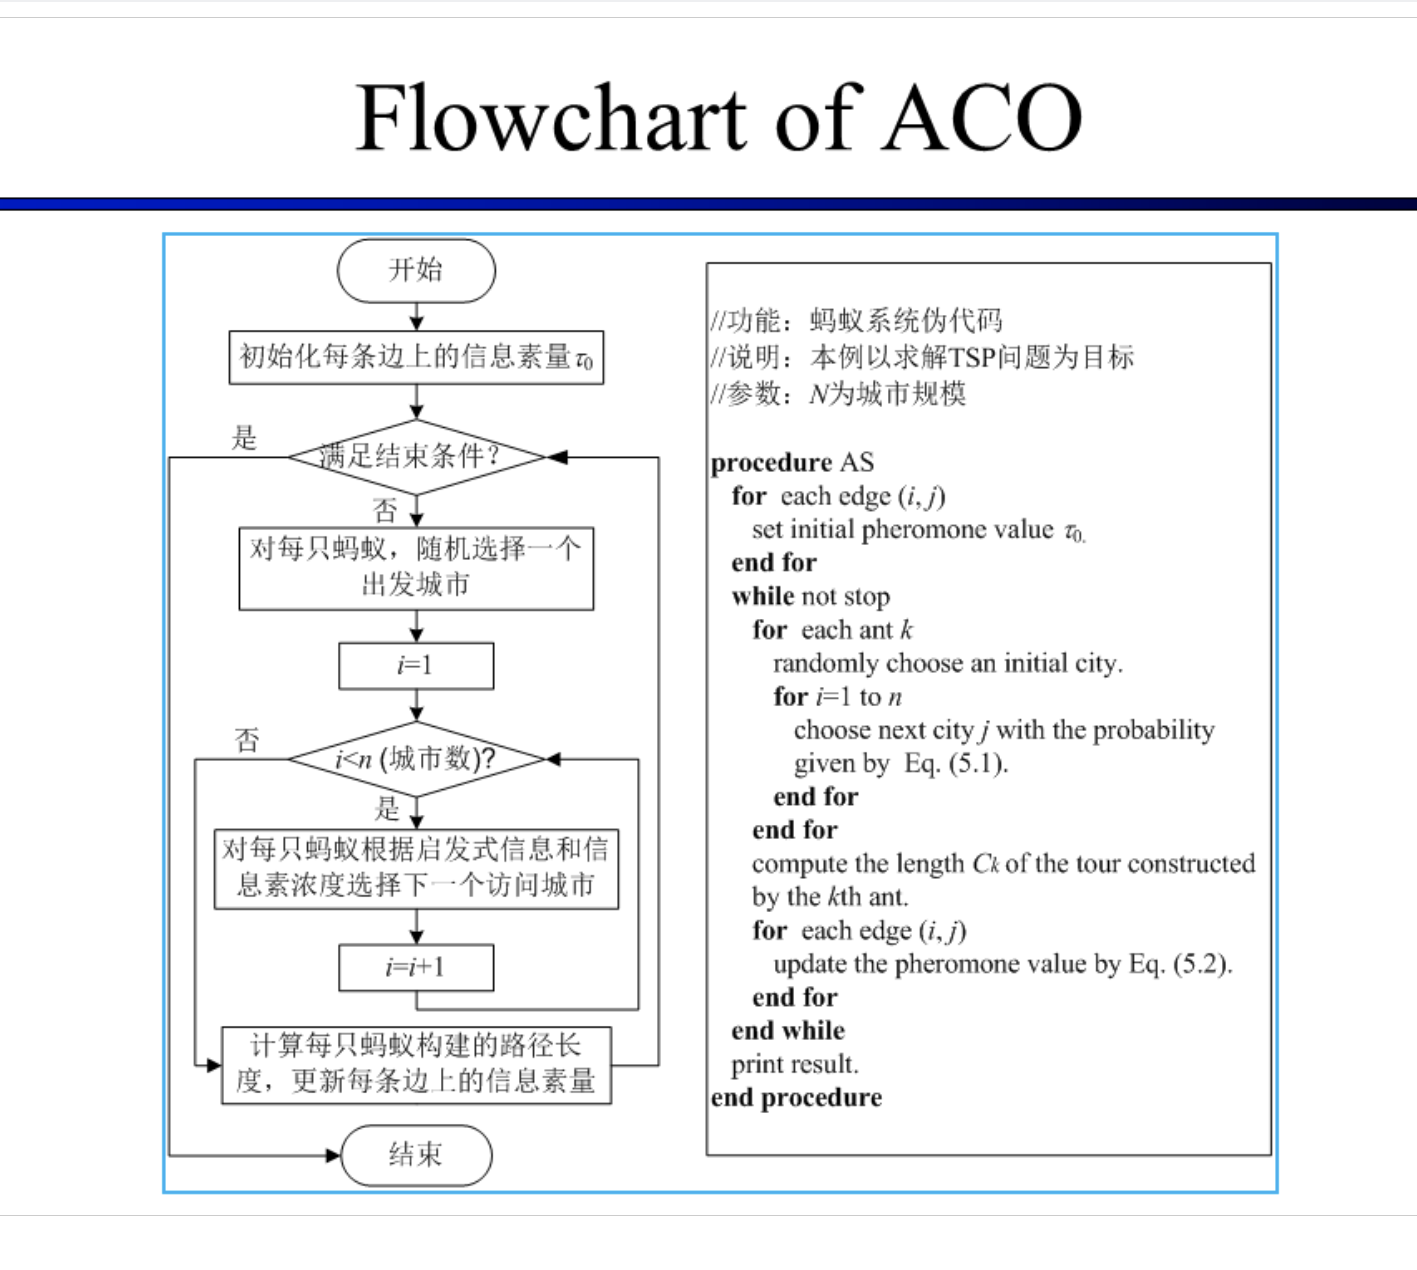 Flowchart of ACO
开始
初始化每条边上的信息素量τ0
满足结束条件?
是
否
对每只蚂蚁，随机选择一个
出发城市
i=1
i<n (城市数)?
否
是
对每只蚂蚁根据启发式信息和信
息素浓度选择下一个访问城市
i=i+1
计算每只蚂蚁构建的路径长
度，更新每条边上的信息素量
结束
//功能：蚂蚁系统伪代码
//说明：本例以求解TSP问题为目标
//参数：N为城市规模
procedure AS
for each edge (i, j)
set initial pheromone value τ0.
end for
while not stop
for each ant k
randomly choose an initial city.
for i=1 to n
choose next city j with the probability
given by Eq. (5.1).
end for
end for
compute the length Ck of the tour constructed
by the kth ant.
for each edge (i, j)
update the pheromone value by Eq. (5.2).
end for
end while
print result.
end procedure